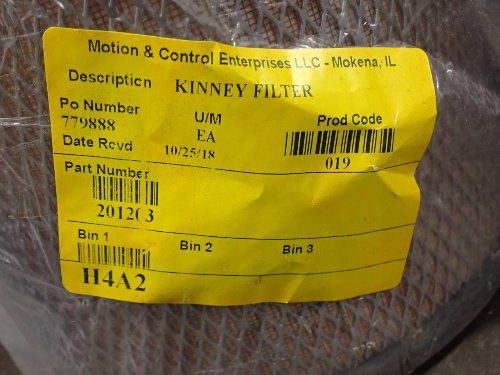 Motion & Control Enterprises LLC - Mokena, IL
Description KINNEY FILTER
Po Number U/M Prod Code
779888 EA
Date Rcvd 10/25/18 019
Part Number
201203
Bin 1 Bin 2 Bin 3
H4A2